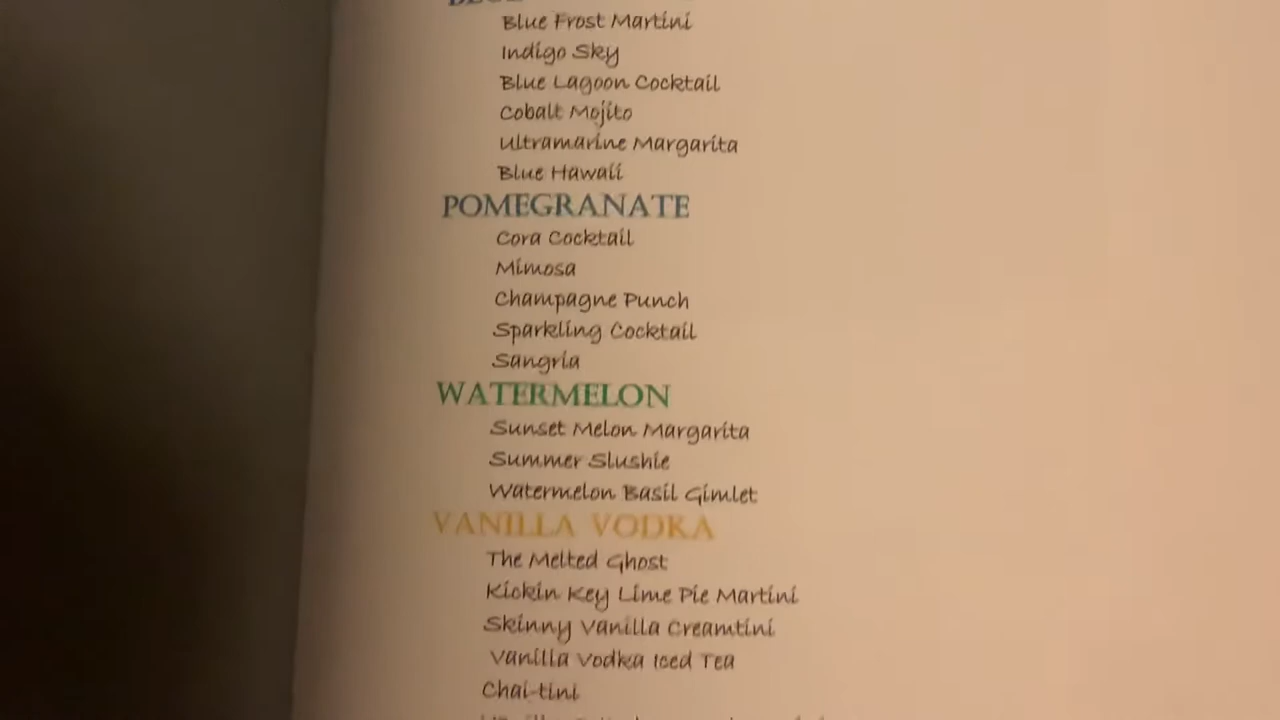 Blue Frost Martini
Indigo Sky
Blue Lagoon Cocktail
Cobalt Mojito
Ultramarine Margarita
Blue Hawaii
POMEGRANATE
Cora Cocktail
Mimosa
Champagne Punch
Sparkling Cocktail
Sangria
WATERMELON
Sunset Melon Margarita
Summer Slushie
Watermelon Basil Gimlet
VANILLA VODKA
The Melted Ghost
Kickin Key Lime Pie Martini
Skinny Vanilla Creamtini
Vanilla Vodka Iced Tea
Chai-tini